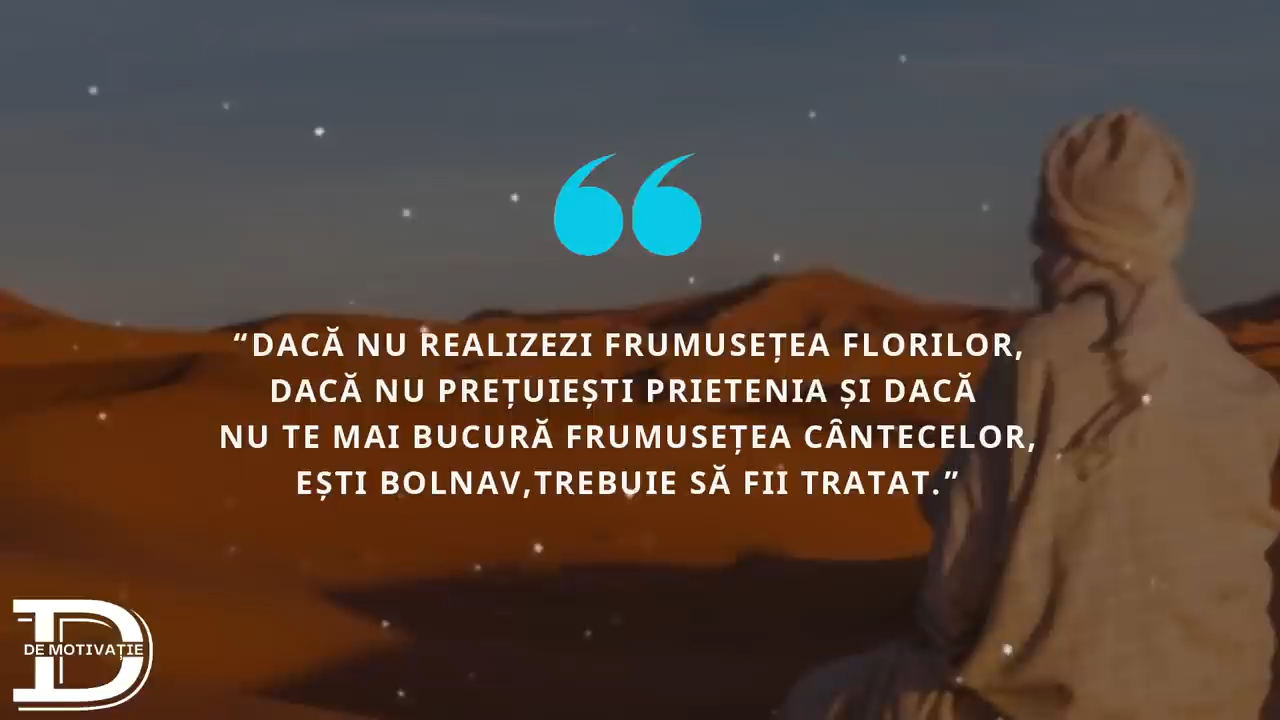 “DACĂ NU REALIZEZI FRUMUSEȚEA FLORILOR,
DACĂ NU PREȚUIEȘTI PRIETENIA ȘI DACĂ
NU TE MAI BUCURĂ FRUMUSEȚEA CÂNTECELOR,
EȘTI BOLNAV,TREBUIE SĂ FII TRATAT.”
DE MOTIVAȚIE